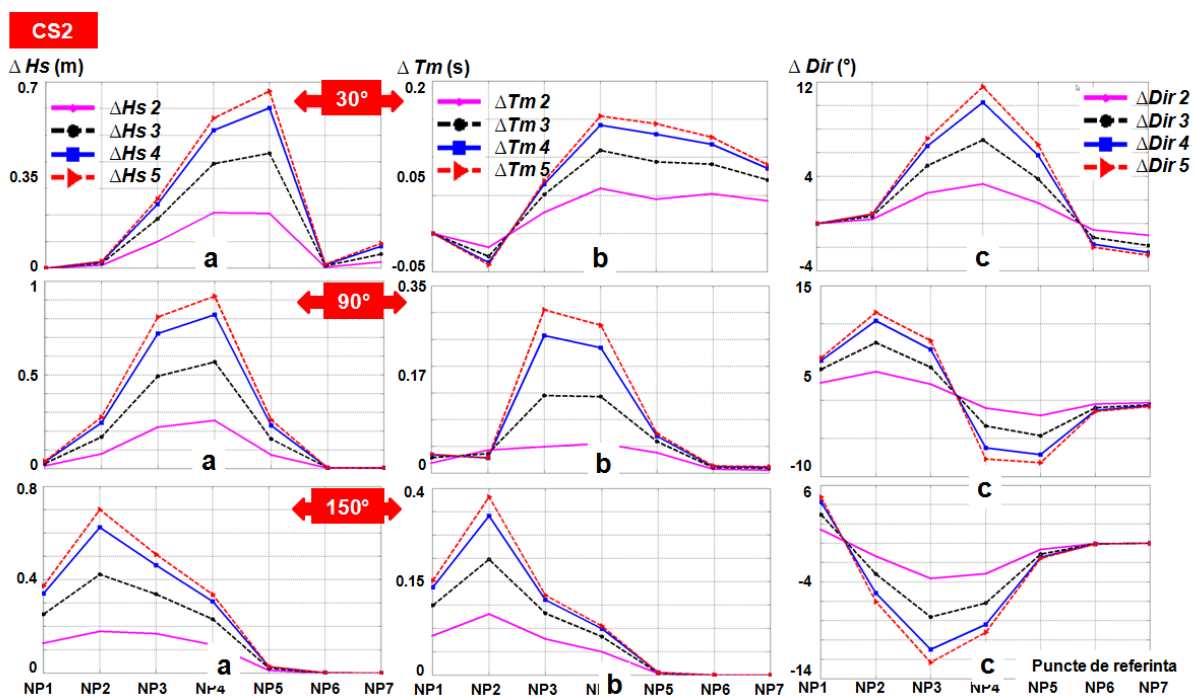 CS2
Δ Hs (m)
Δ Tm (s)
Δ Dir (°)
0.7
0.35
0
30°
ΔHs 2
ΔHs 3
ΔHs 4
ΔHs 5
a
0.2
0.05
-0.05
ΔTm 2
ΔTm 3
ΔTm 4
ΔTm 5
b
12
4
-4
ΔDir 2
ΔDir 3
ΔDir 4
ΔDir 5
c
1
0.5
0
90°
a
0.35
0.17
0
b
15
5
-10
c
0.8
0.4
0
150°
a
0.4
0.15
0
b
6
-4
-14
c
Puncte de referinta
NP1 NP2 NP3 NP4 NP5 NP6 NP7
NP1 NP2 NP3 NP5 NP6 NP7
NP1 NP2 NP3 NP4 NP5 NP6 NP7